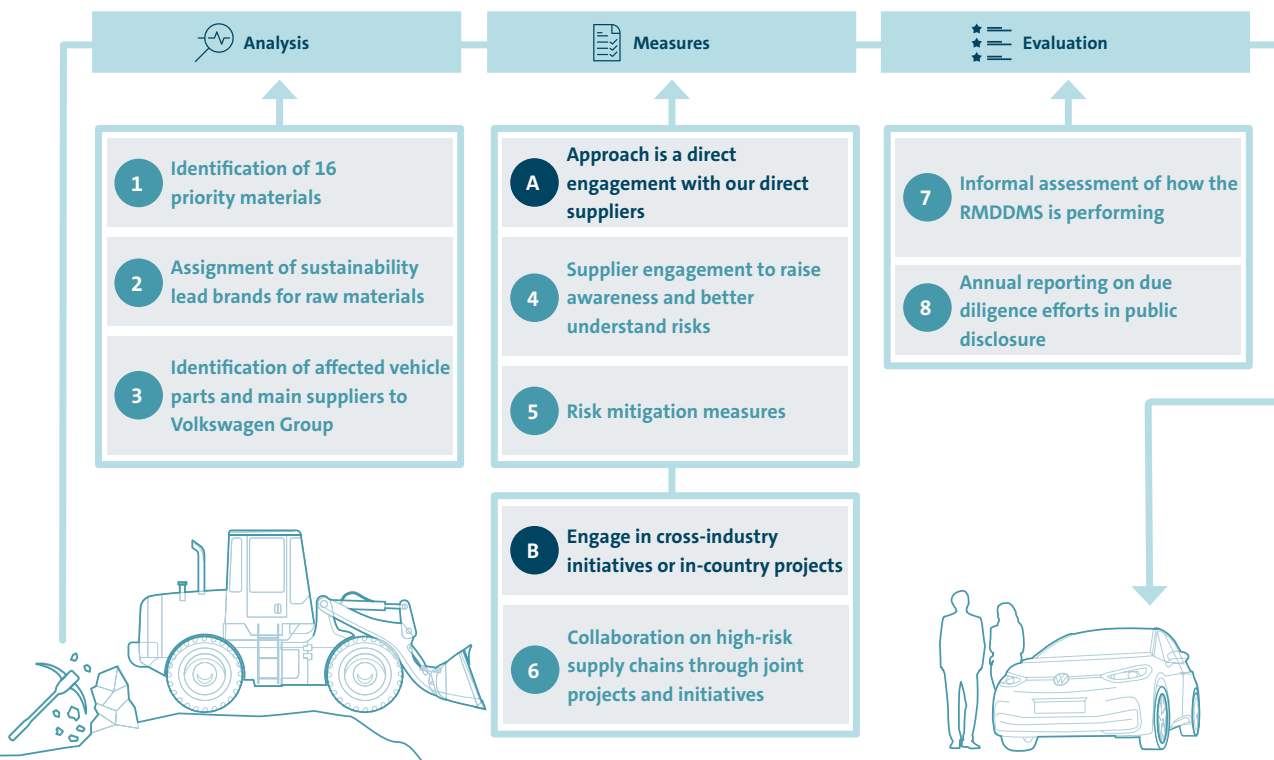 Analysis
1
Identification of 16
priority materials
2
Assignment of sustainability
lead brands for raw materials
3
Identification of affected vehicle
parts and main suppliers to
Volkswagen Group
Measures
A
Approach is a direct
engagement with our direct
suppliers
4
Supplier engagement to raise
awareness and better
understand risks
5
Risk mitigation measures
B
Engage in cross-industry
initiatives or in-country projects
6
Collaboration on high-risk
supply chains through joint
projects and initiatives
Evaluation
7
Informal assessment of how the
RMDDMS is performing
8
Annual reporting on due
diligence efforts in public
disclosure